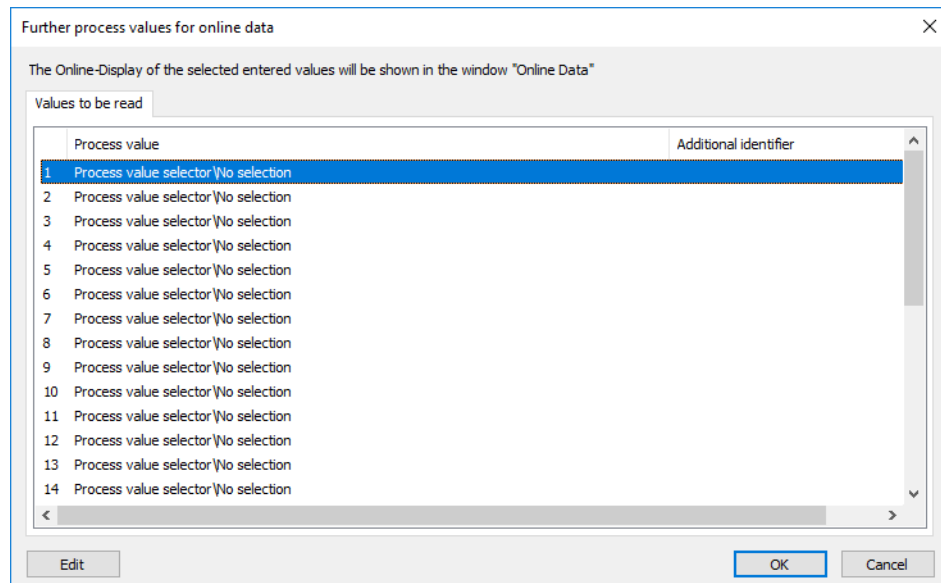 Further process values for online data
The Online-Display of the selected entered values will be shown in the window "Online Data"
Values to be read
Process value Additional identifier
1 Process value selector\No selection
2 Process value selector\No selection
3 Process value selector\No selection
4 Process value selector\No selection
5 Process value selector\No selection
6 Process value selector\No selection
7 Process value selector\No selection
8 Process value selector\No selection
9 Process value selector\No selection
10 Process value selector\No selection
11 Process value selector\No selection
12 Process value selector\No selection
13 Process value selector\No selection
14 Process value selector\No selection
Edit OK Cancel